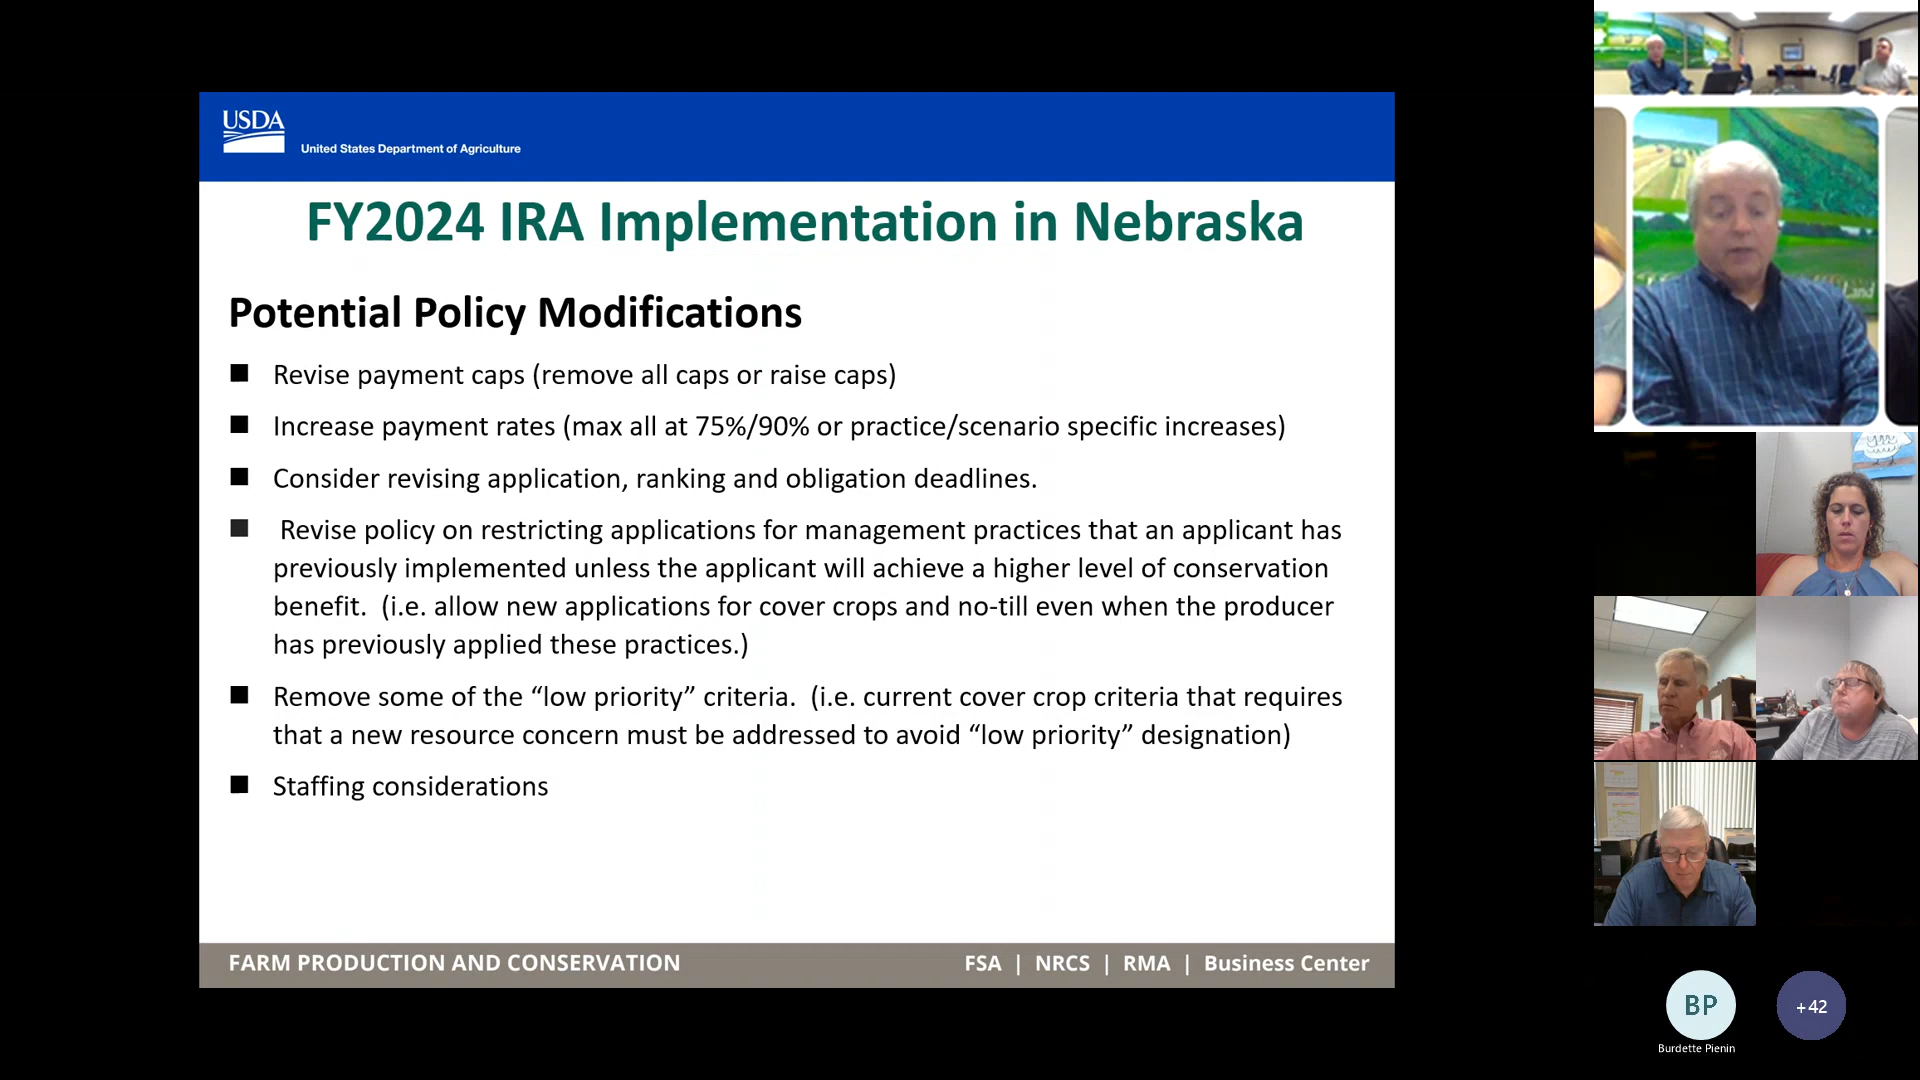 USDA
United States Department of Agriculture
FY2024 IRA Implementation in Nebraska
Potential Policy Modifications
Revise payment caps (remove all caps or raise caps)
Increase payment rates (max all at 75%/90% or practice/scenario specific increases)
Consider revising application, ranking and obligation deadlines.
Revise policy on restricting applications for management practices that an applicant has
previously implemented unless the applicant will achieve a higher level of conservation
benefit.  (i.e. allow new applications for cover crops and no-till even when the producer
has previously applied these practices.)
Remove some of the “low priority” criteria.  (i.e. current cover crop criteria that requires
that a new resource concern must be addressed to avoid “low priority” designation)
Staffing considerations
FARM PRODUCTION AND CONSERVATION
FSA | NRCS | RMA | Business Center
Land
BP
+42
Burdette Pienin